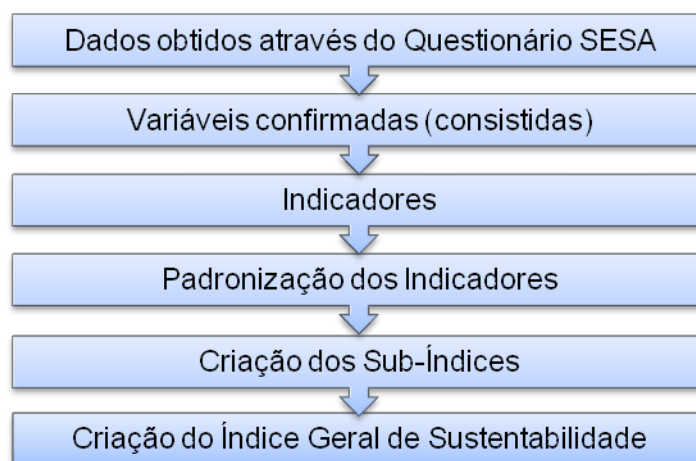 Dados obtidos através do Questionário SESA
Variáveis confirmadas (consistidas)
Indicadores
Padronização dos Indicadores
Criação dos Sub-Índices
Criação do Índice Geral de Sustentabilidade